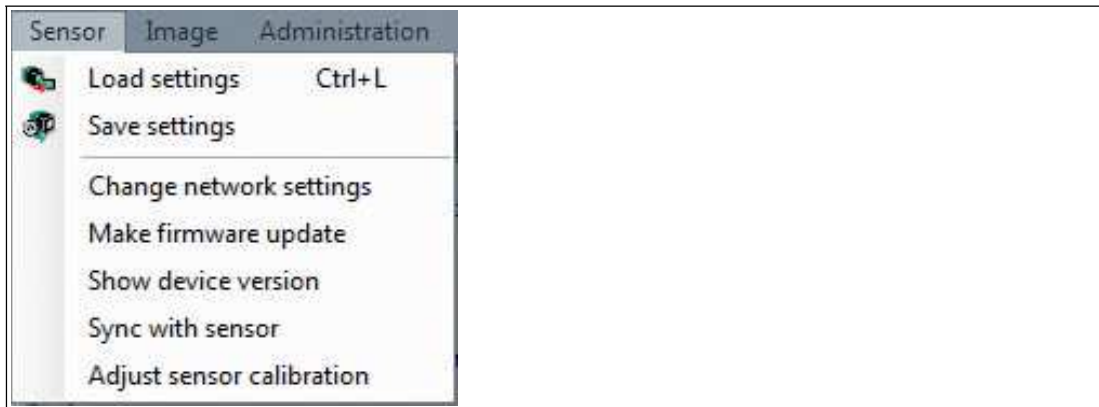 Sensor Image Administration
Load settings Ctrl+L
Save settings
Change network settings
Make firmware update
Show device version
Sync with sensor
Adjust sensor calibration